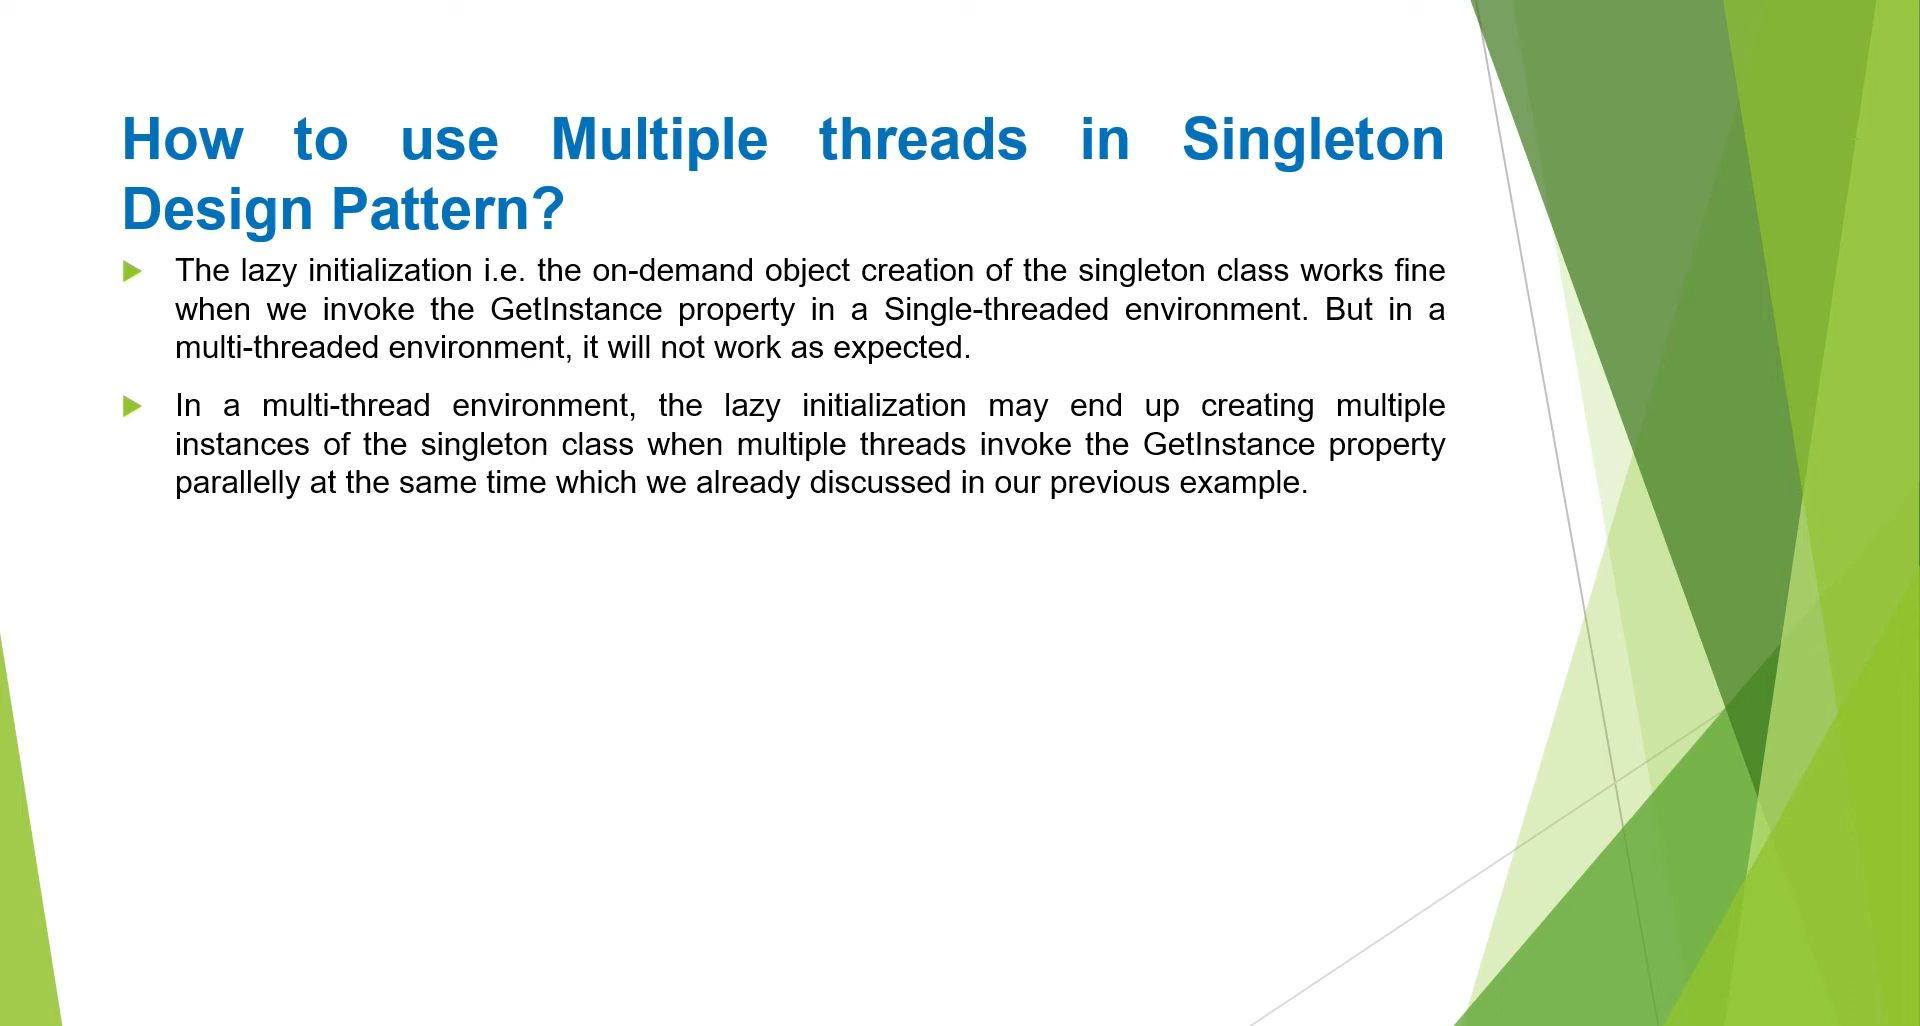 How to use Multiple threads in Singleton
Design Pattern?
The lazy initialization i.e. the on-demand object creation of the singleton class works fine
when we invoke the GetInstance property in a Single-threaded environment. But in a
multi-threaded environment, it will not work as expected.
In a multi-thread environment, the lazy initialization may end up creating multiple
instances of the singleton class when multiple threads invoke the GetInstance property
parallelly at the same time which we already discussed in our previous example.